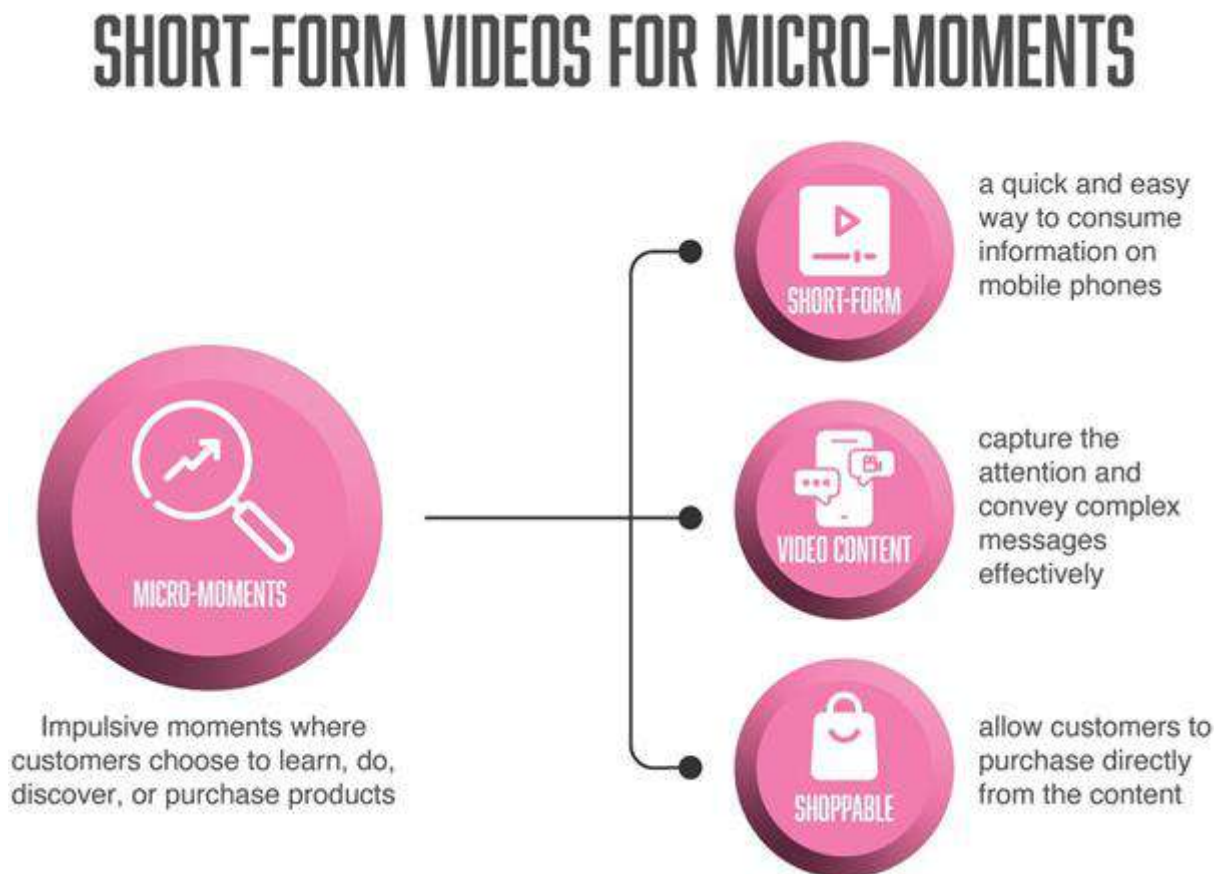 SHORT-FORM VIDEOS FOR MICRO-MOMENTS
MICRO-MOMENTS
Impulsive moments where
customers choose to learn, do,
discover, or purchase products
SHORT-FORM
a quick and easy
way to consume
information on
mobile phones
VIDEO CONTENT
capture the
attention and
convey complex
messages
effectively
SHOPPABLE
allow customers to
purchase directly
from the content